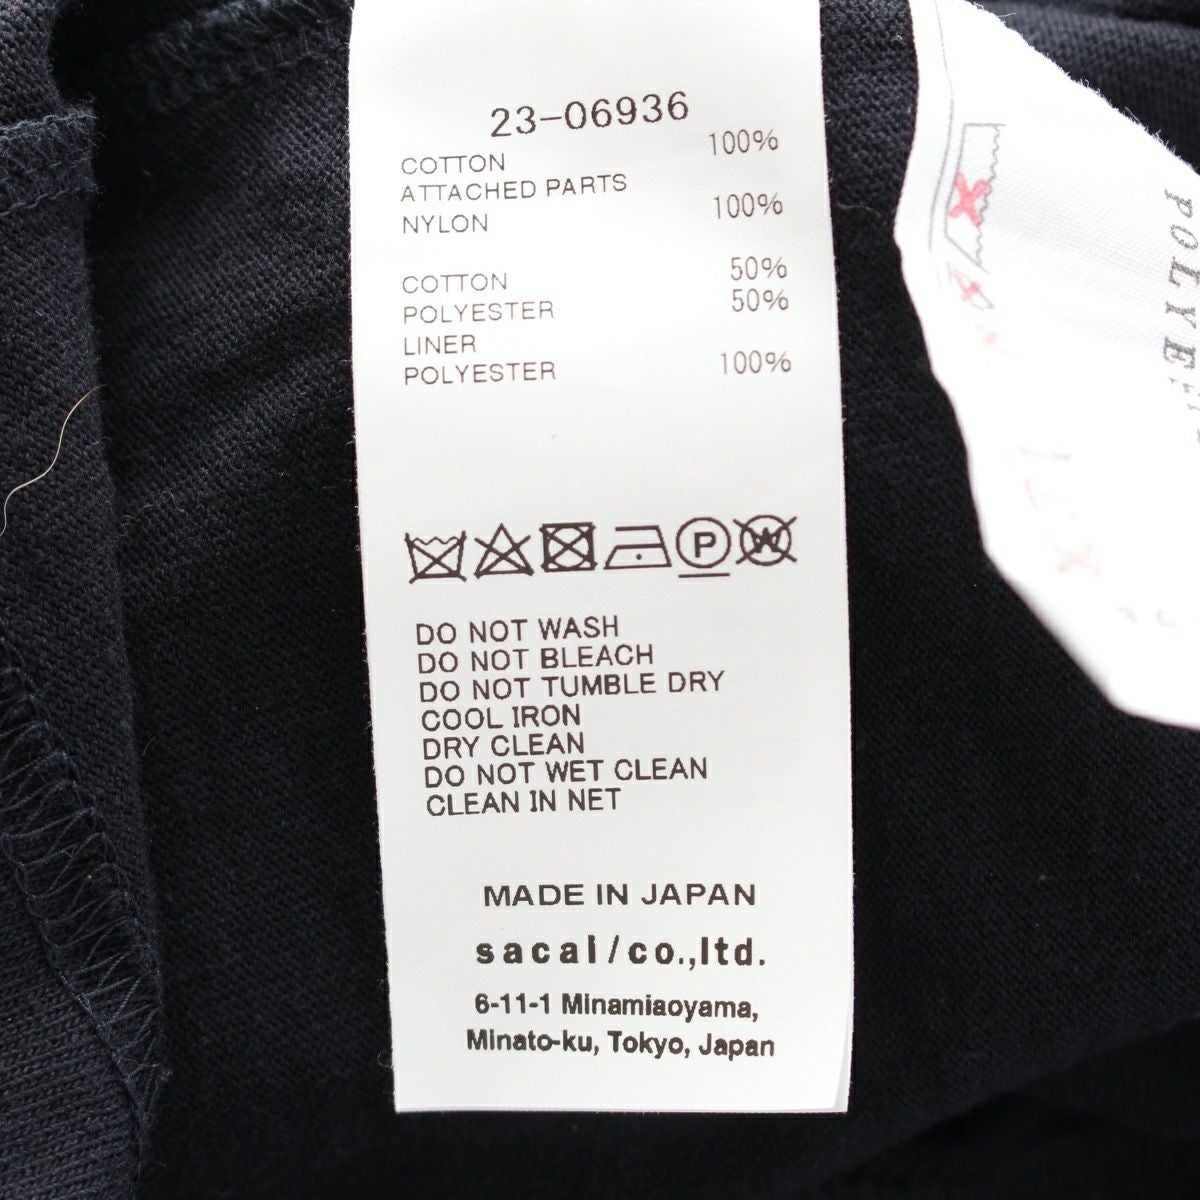 23-06936
COTTON 100%
ATTACHED PARTS
NYLON 100%
COTTON 50%
POLYESTER 50%
LINER
POLYESTER 100%
P W
DO NOT WASH
DO NOT BLEACH
DO NOT TUMBLE DRY
COOL IRON
DRY CLEAN
DO NOT WET CLEAN
CLEAN IN NET
MADE IN JAPAN
sacai/co.,ltd.
6-11-1 Minamiaoyama,
Minato-ku, Tokyo, Japan